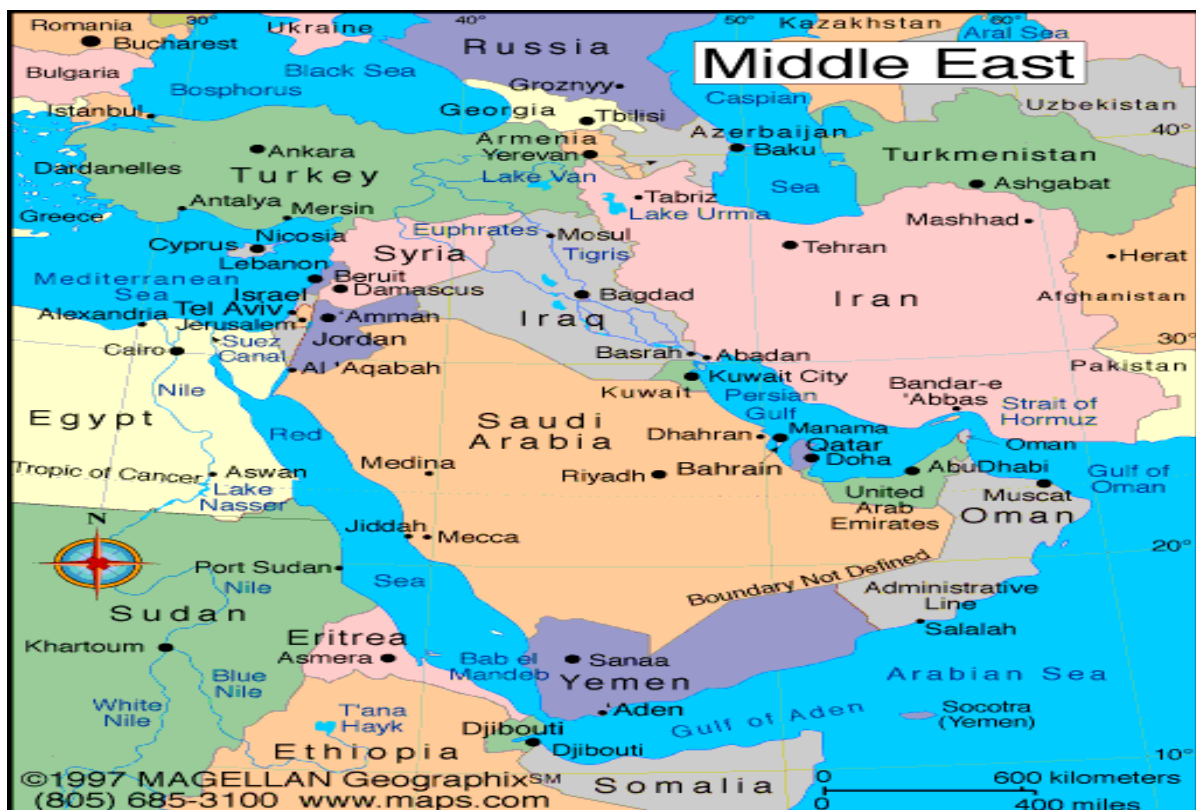 Middle East
Romania
Bucharest
Bulgaria
Istanbul
Bosphorus
Black Sea
Ukraine
30°
40°
Russia
Groznyy
Georgia
Tbilisi
50°
Kazakhstan
60°
Aral Sea
Caspian
Sea
Uzbekistan
40°
Armenia
Yerevan
Azerbaijan
Baku
Turkmenistan
Ashgabat
Dardanelles
Ankara
Turkey
Lake Van
Antalya
Mersin
Greece
Tabriz
Lake Urmia
Mashhad
Tehran
Herat
Cyprus
Nicosia
Euphrates
Mosul
Tigris
Syria
Lebanon
Beruit
Damascus
Mediterranean
Sea
Israel
Tel Aviv
Jerusalem
'Amman
Jordan
Bagdad
Iraq
Iran
Afghanistan
Alexandria
Cairo
Suez
Canal
Al 'Aqabah
Basrah
Abadan
30°
Pakistan
Kuwait City
Kuwait
Persian
Gulf
Bandar-e
'Abbas
Strait of
Hormuz
Nile
Egypt
Red
Sea
Saudi
Arabia
Dhahran
Manama
Qatar
Doha
Bahrain
Oman
AbuDhabi
Gulf of
Oman
Tropic of Cancer
Aswan
Lake
Nasser
Medina
Riyadh
United
Arab
Emirates
Muscat
Oman
N
Jiddah
Mecca
20°
Port Sudan
Nile
Boundary Not Defined
Administrative
Line
Salalah
Sudan
Khartoum
Eritrea
Asmera
Bab el
Mandeb
Sanaa
Yemen
'Aden
Arabian Sea
Blue
Nile
White
Nile
T'ana
Hayk
Ethiopia
Djibouti
Djibouti
Gulf of Aden
Socotra
(Yemen)
10°
Somalia
©1997 MAGELLAN Geographix℠
(805) 685-3100 www.maps.com
0 600 kilometers
0 400 miles